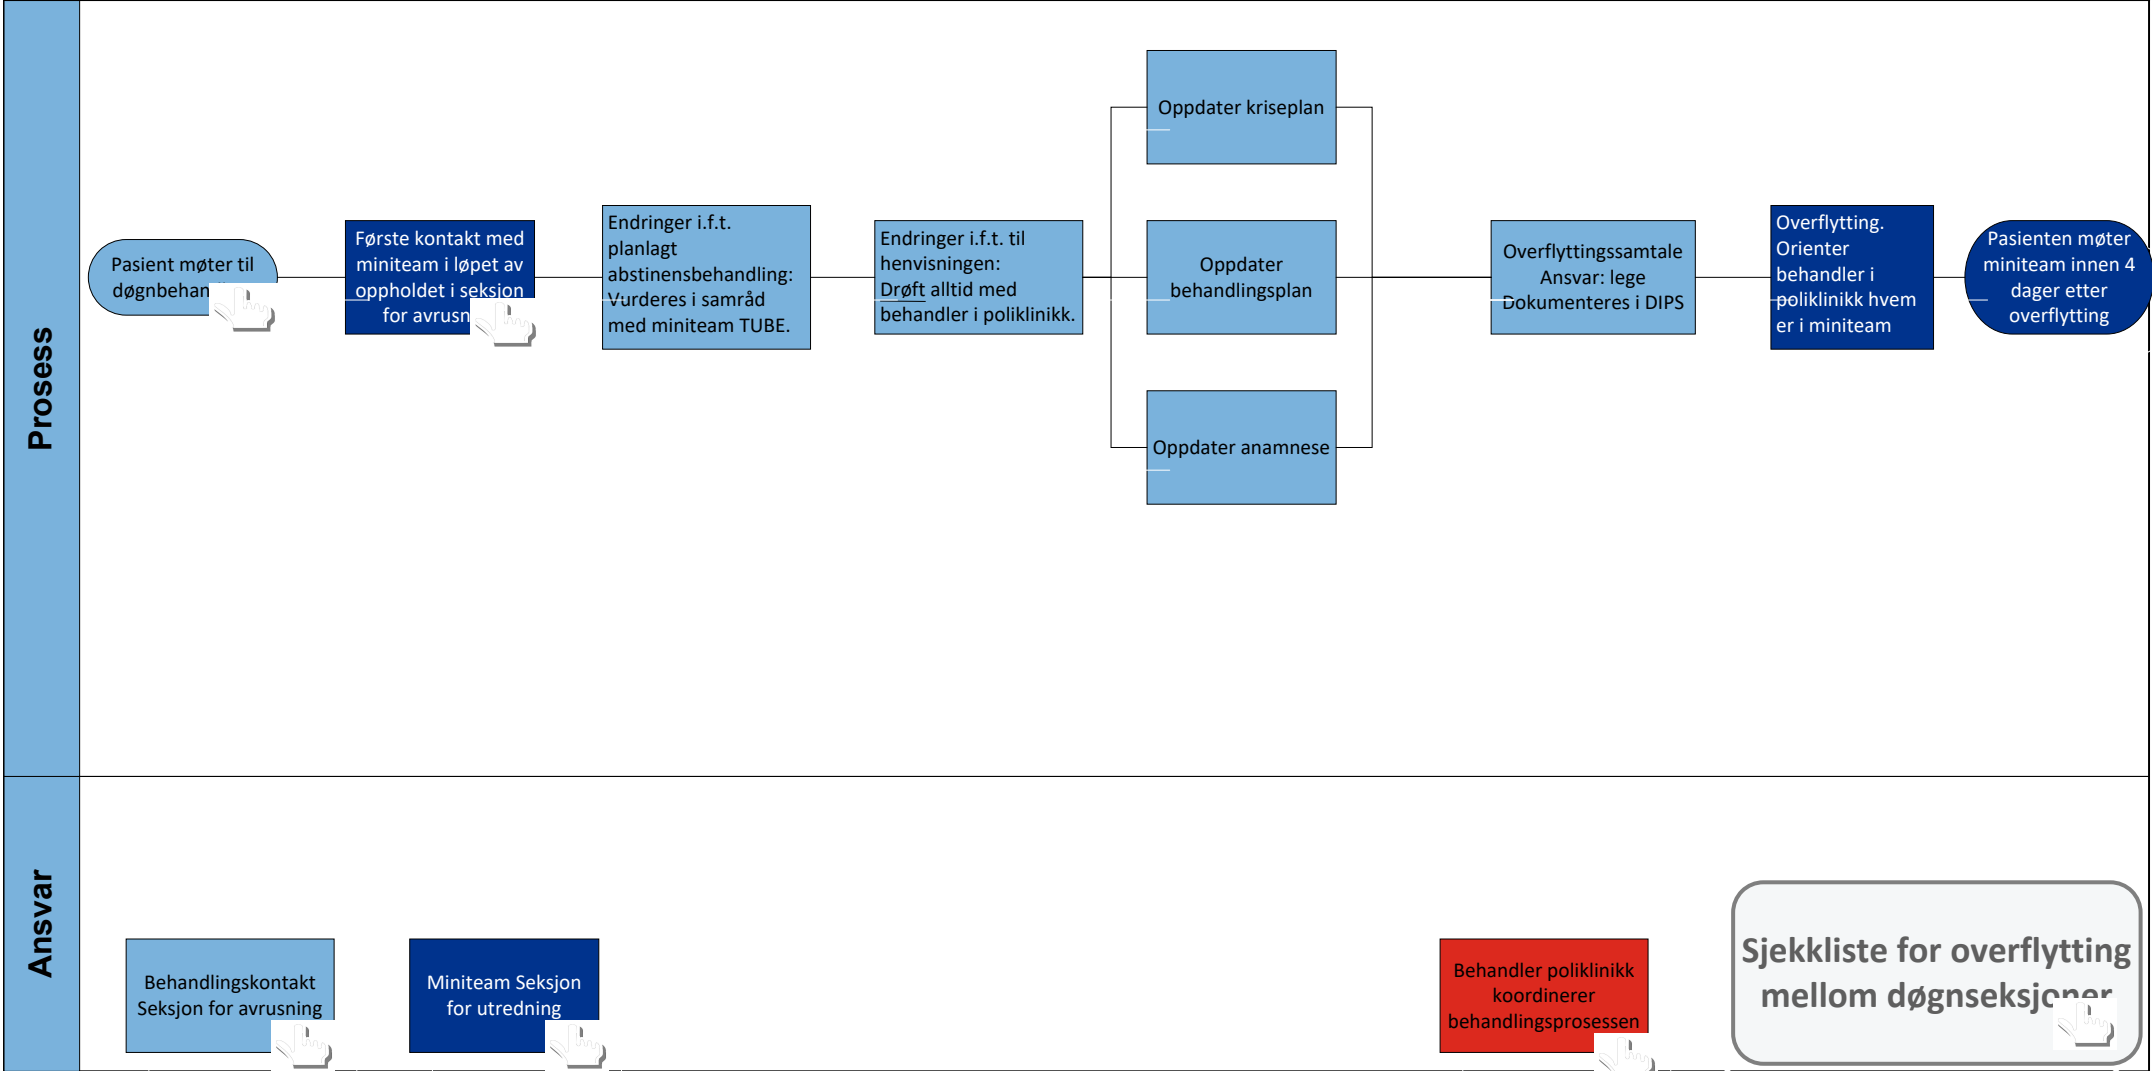 Prosess
Pasient møter til
Første kontakt med
miniteam i løpet av
oppholdet i seksjon
for
Endringer i.f.t.
planlagt
abstinensbehandling:
Vurderes i samråd
med miniteam TUBE.
Endringer i.f.t. til
henvisningen:
Drøft alltid med
behandler i poliklinikk.
Oppdater kriseplan
Oppdater
behandlingsplan
Oppdater anamnese
Overflyttingssamtale
Ansvar: lege
Dokumenteres i DIPS
Overflytting.
Orienter
behandler i
poliklinikk hvem
er i miniteam
Pasienten møter
miniteam innen 4
dager etter
overflytting
Ansvar
Behandlingskontakt
Seksjon for avrusning
Miniteam Seksjon
for utredning
Behandler poliklinikk
koordinerer
behandlingsprosessen
Sjekkliste for overflytting
mellom døgnseksjoner